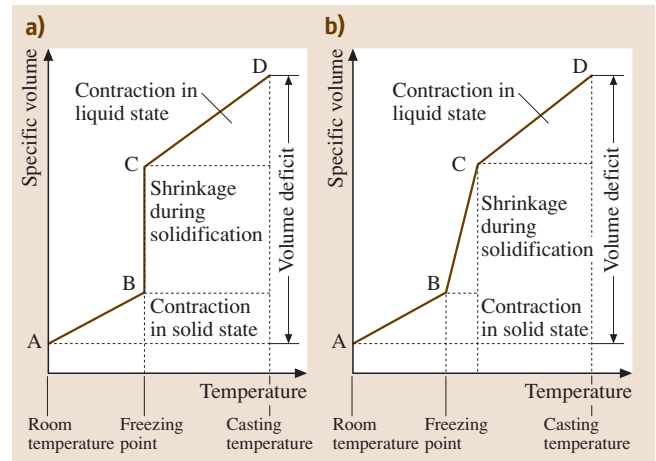 a)
Specific volume
D
Contraction in
liquid state
C
Shrinkage
during
solidification
Volume deficit
B
Contraction
in solid state
A
Temperature
Room
temperature
Freezing
point
Casting
temperature
b)
Specific volume
D
Contraction in
liquid state
C
Shrinkage
during
solidification
Volume deficit
B
Contraction
in solid state
A
Temperature
Room
temperature
Freezing
point
Casting
temperature